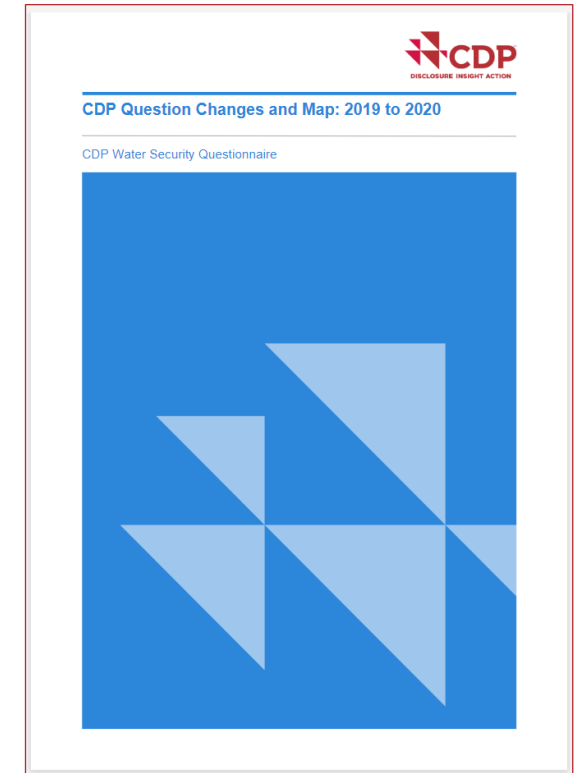 CDP
DISCLOSURE INSIGHT ACTION
CDP Question Changes and Map: 2019 to 2020
CDP Water Security Questionnaire